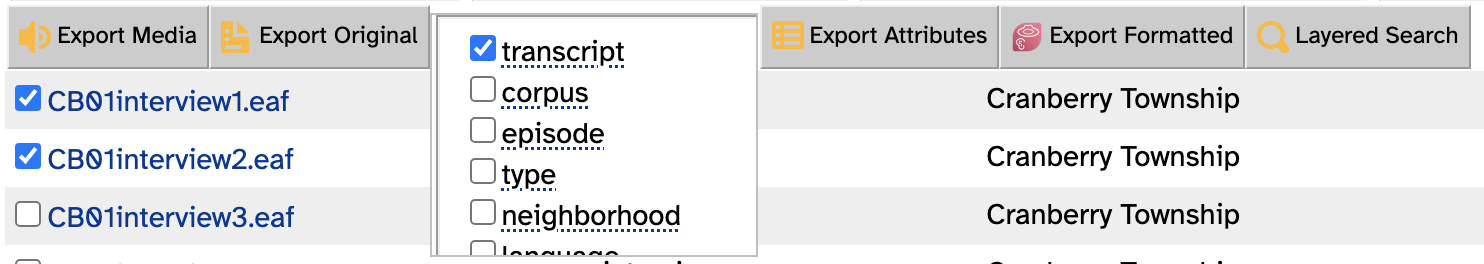 Export Media Export Original Export Attributes Export Formatted Layered Search
transcript
CB01interview1.eaf corpus Cranberry Township
episode
CB01interview2.eaf type Cranberry Township
CB01interview3.eaf neighborhood Cranberry Township
language